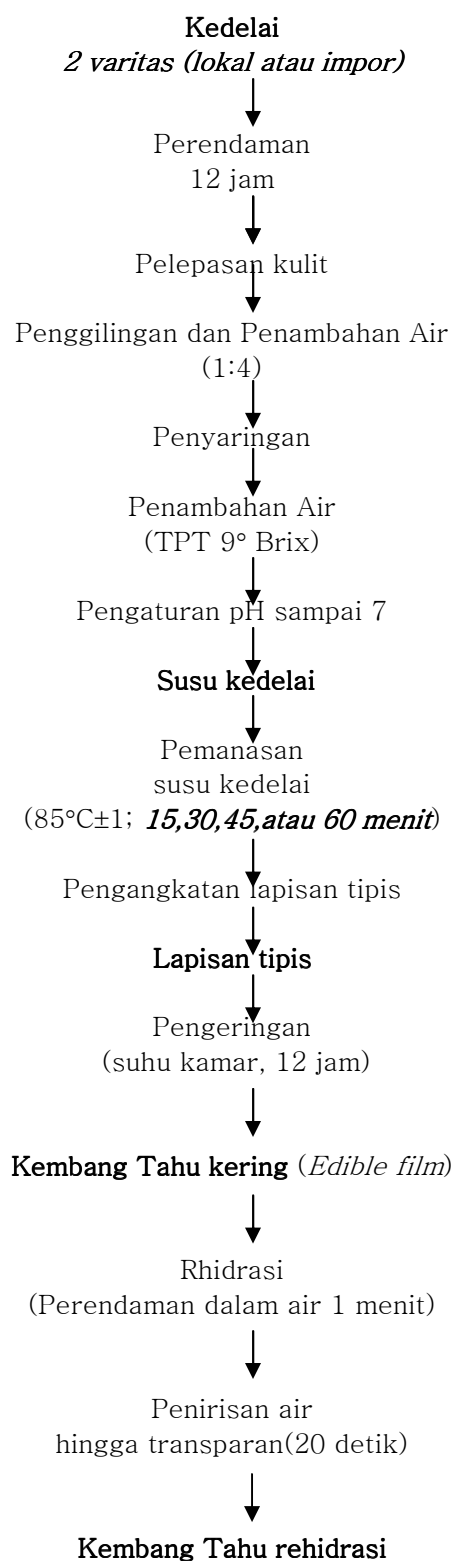 Kedelai
2 varitas (lokal atau impor)
Perendaman
12 jam
Pelepasan kulit
Penggilingan dan Penambahan Air
(1:4)
Penyaringan
Penambahan Air
(TPT 9° Brix)
Pengaturan pH sampai 7
Susu kedelai
Pemanasan
susu kedelai
(85°C±1; 15,30,45,atau 60 menit)
Pengangkatan lapisan tipis
Lapisan tipis
Pengeringan
(suhu kamar, 12 jam)
Kembang Tahu kering (Edible film)
Rhidrasi
(Perendaman dalam air 1 menit)
Penirisan air
hingga transparan(20 detik)
Kembang Tahu rehidrasi